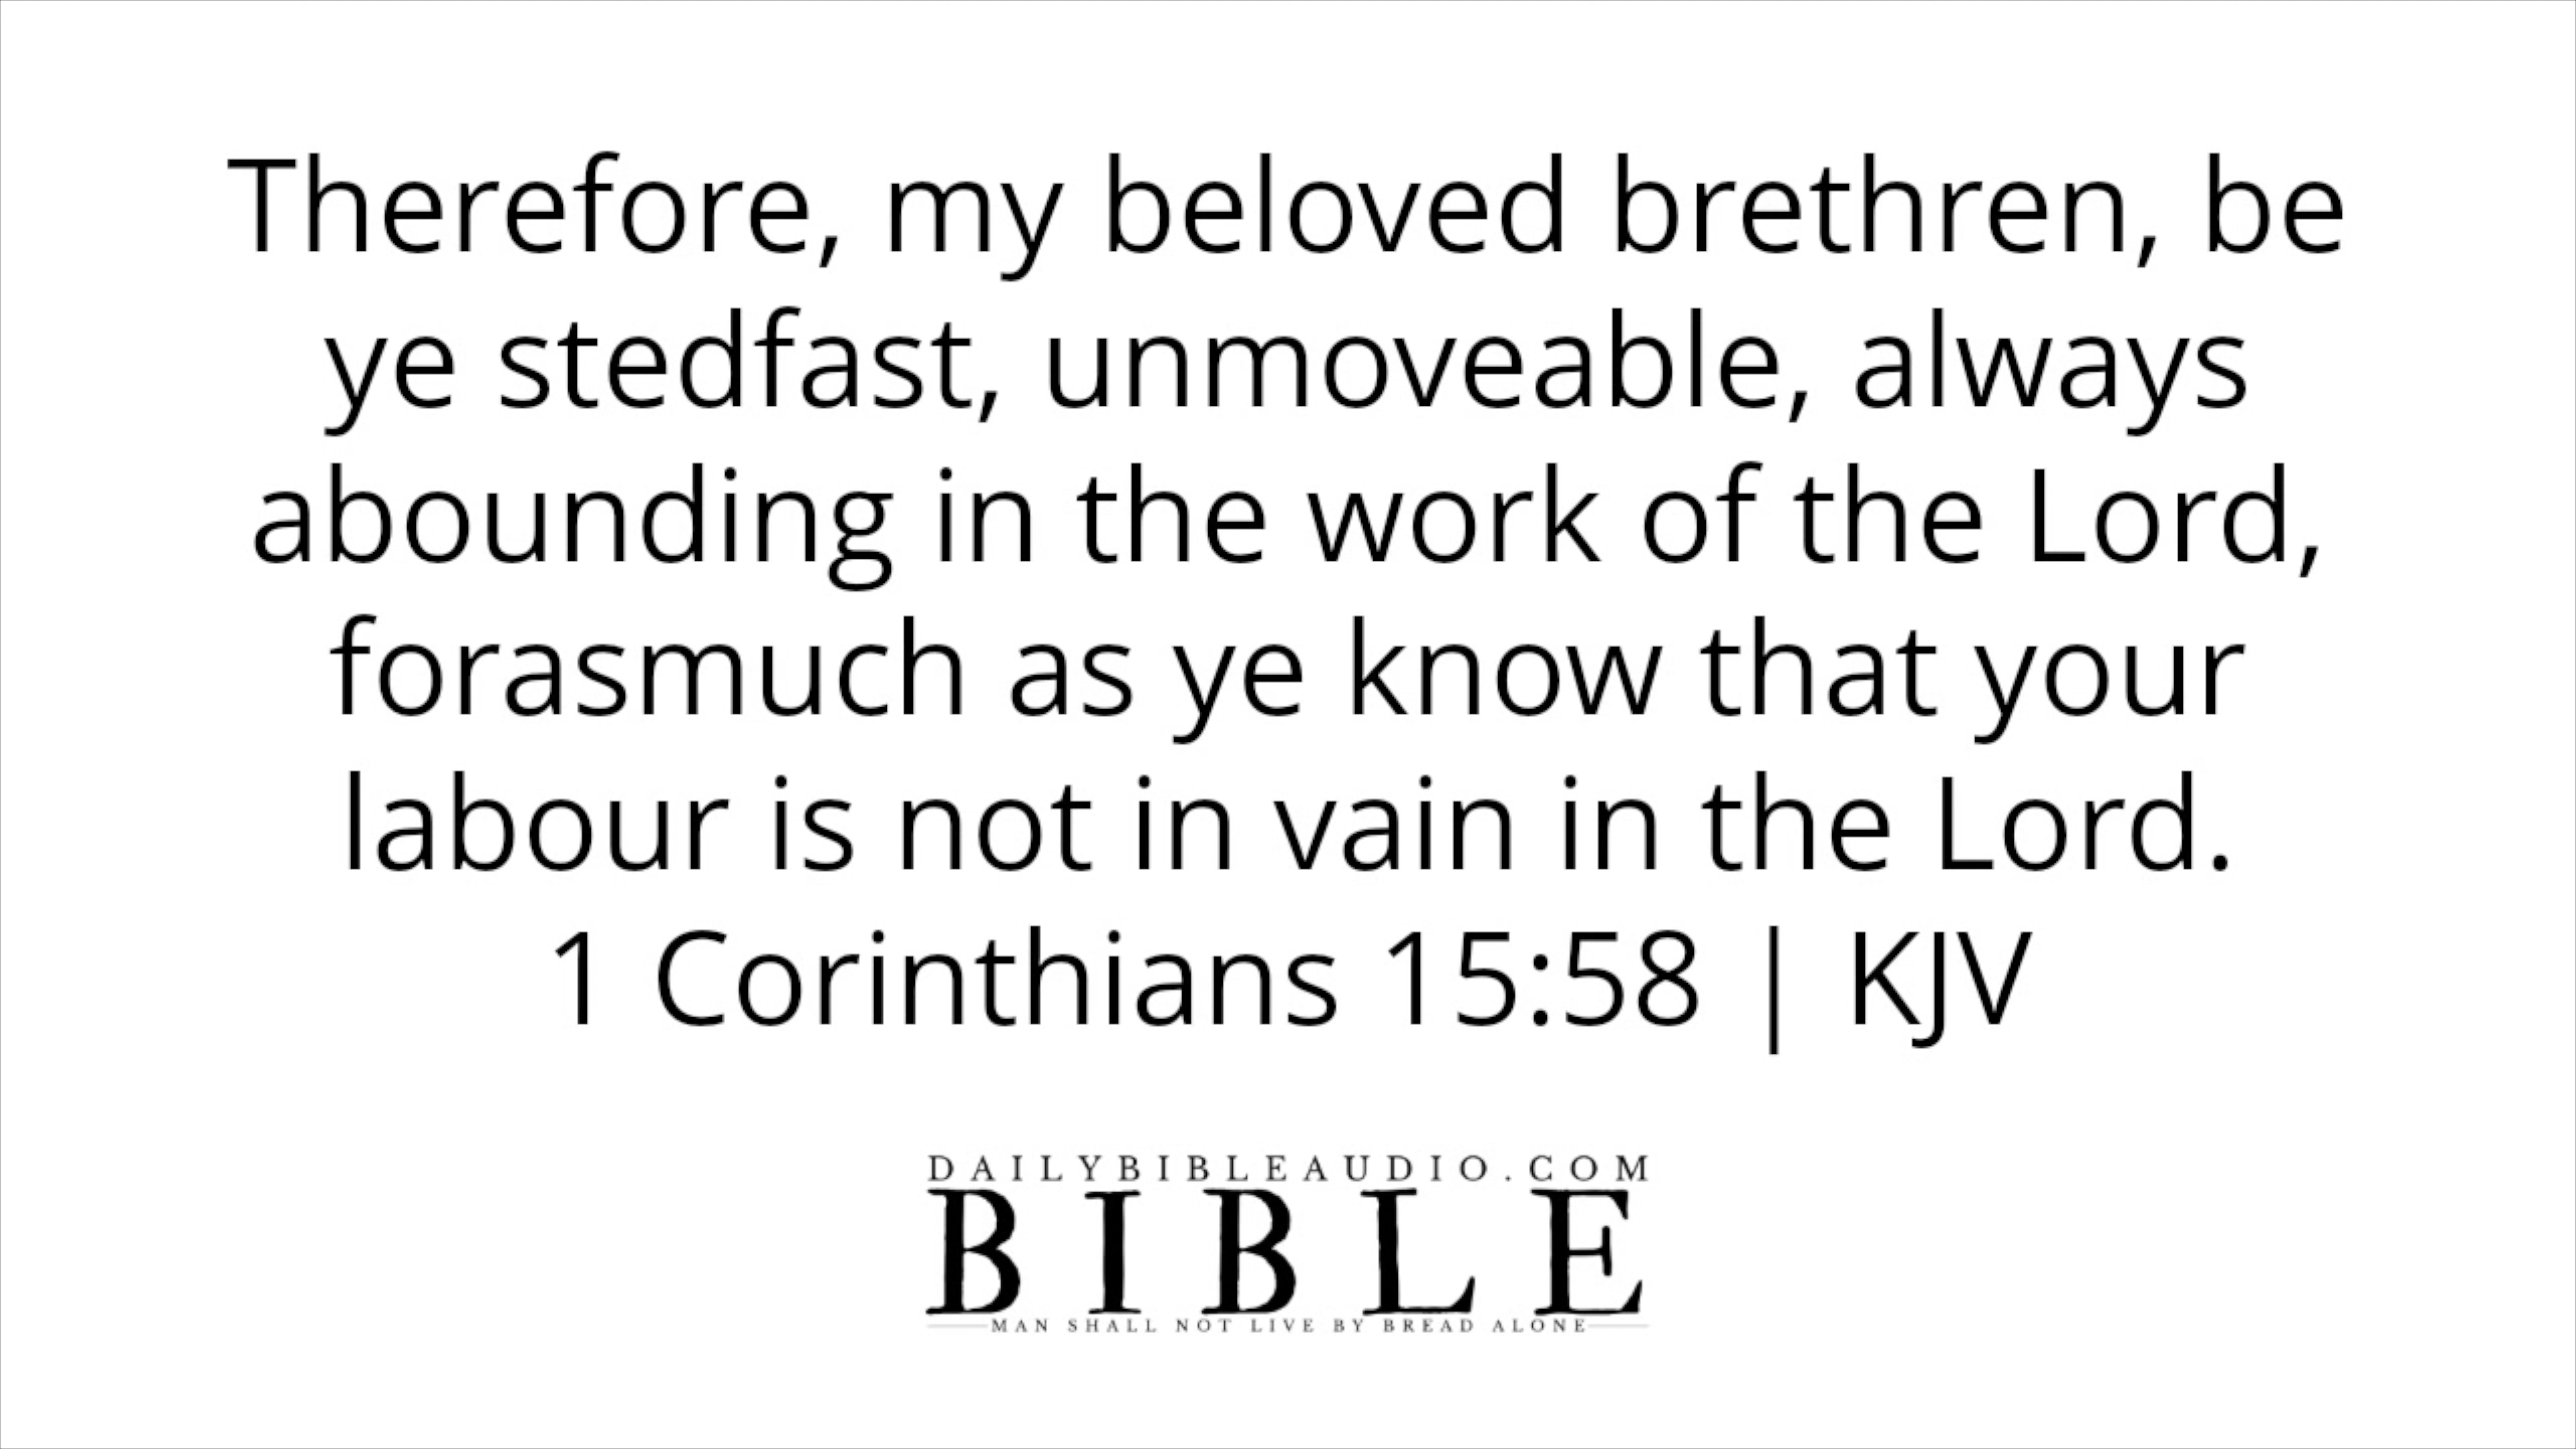 Therefore, my beloved brethren, be
ye stedfast, unmoveable, always
abounding in the work of the Lord,
forasmuch as ye know that your
labour is not in vain in the Lord.
1 Corinthians 15:58 | KJV
DAILYBIBLEAUDIO.COM
BIBLE
MAN SHALL NOT LIVE BY BREAD ALONE